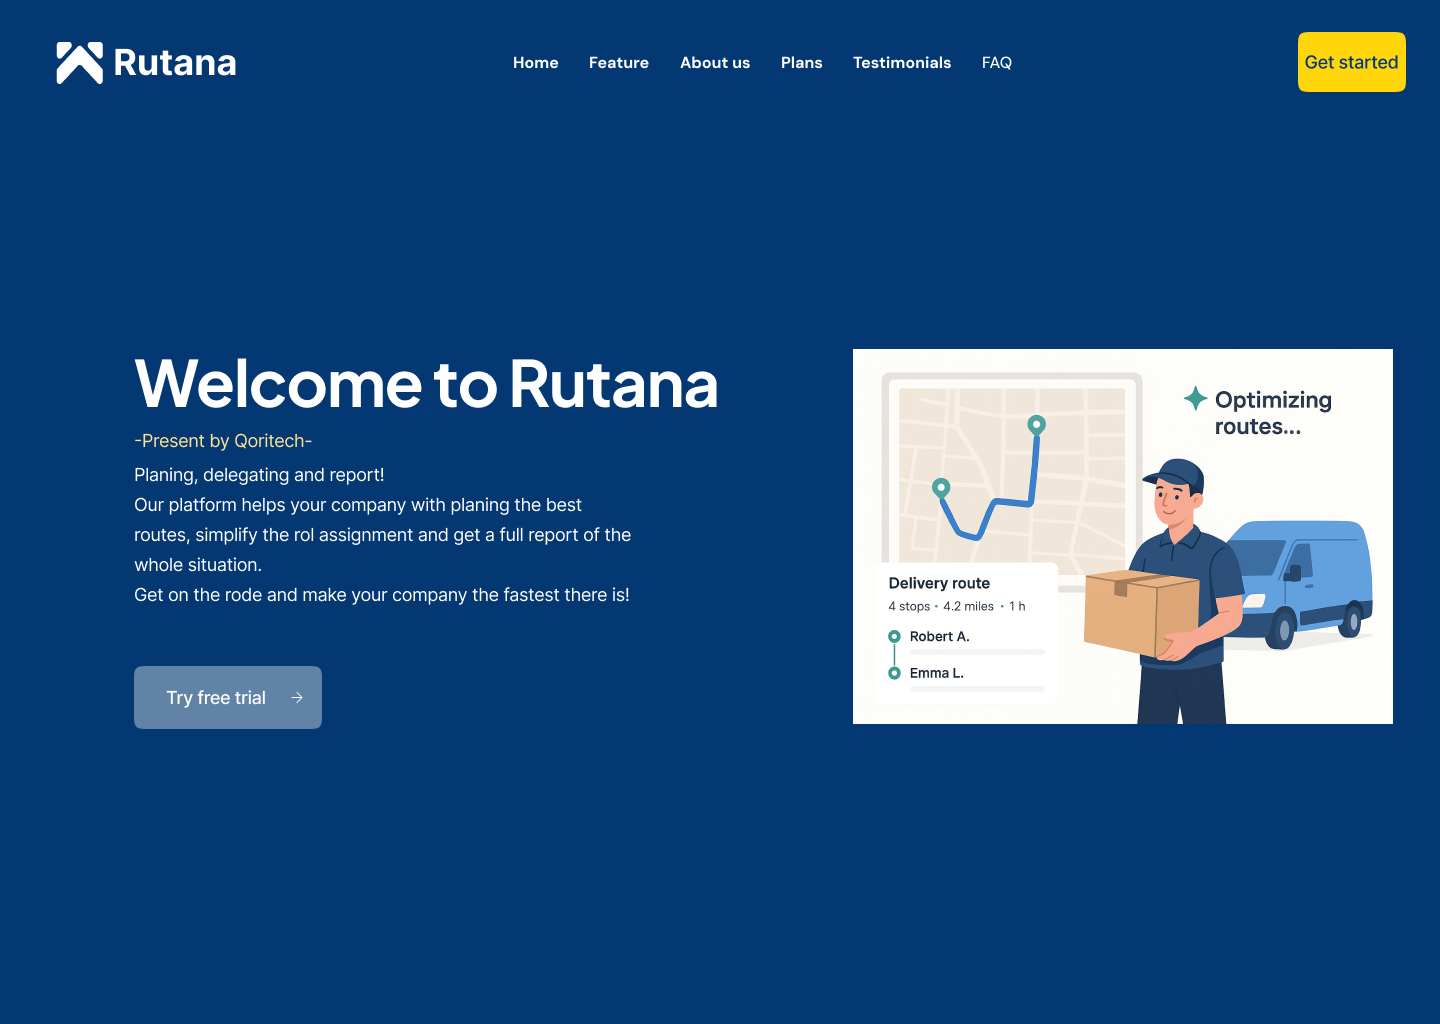 Rutana
Home Feature About us Plans Testimonials FAQ
Get started
Welcome to Rutana
-Present by Qoritech-
Planing, delegating and report!
Our platform helps your company with planing the best
routes, simplify the rol assignment and get a full report of the
whole situation.
Get on the rode and make your company the fastest there is!
Try free trial →
Optimizing
routes...
Delivery route
4 stops • 4.2 miles • 1 h
Robert A.
Emma L.